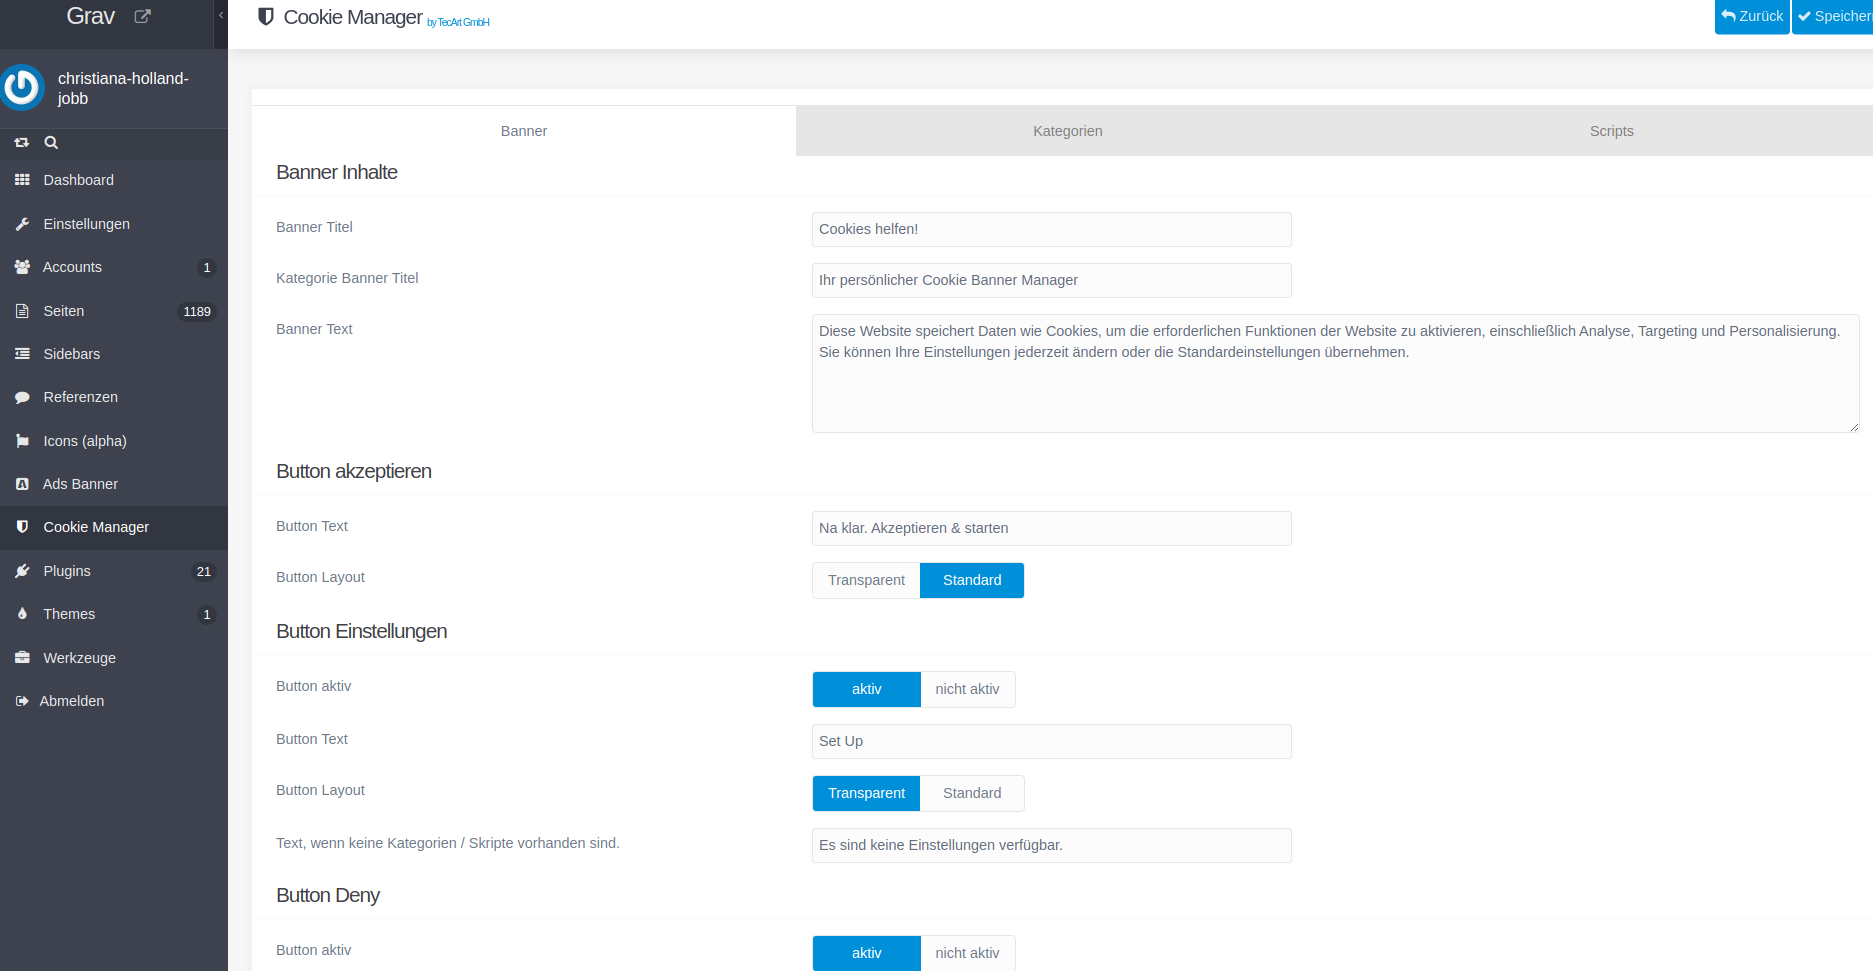 Grav
christiana-holland-
jobb
Dashboard
Einstellungen
Accounts 1
Seiten 1189
Sidebars
Referenzen
Icons (alpha)
Ads Banner
Cookie Manager
Plugins 21
Themes 1
Werkzeuge
Abmelden
Cookie Manager by TecArt GmbH
Zurück
Speichern
Banner
Kategorien
Scripts
Banner Inhalte
Banner Titel
Cookies helfen!
Kategorie Banner Titel
Ihr persönlicher Cookie Banner Manager
Banner Text
Diese Website speichert Daten wie Cookies, um die erforderlichen Funktionen der Website zu aktivieren, einschließlich Analyse, Targeting und Personalisierung.
Sie können Ihre Einstellungen jederzeit ändern oder die Standardeinstellungen übernehmen.
Button akzeptieren
Button Text
Na klar. Akzeptieren & starten
Button Layout
Transparent Standard
Button Einstellungen
Button aktiv
aktiv nicht aktiv
Button Text
Set Up
Button Layout
Transparent Standard
Text, wenn keine Kategorien / Skripte vorhanden sind.
Es sind keine Einstellungen verfügbar.
Button Deny
Button aktiv
aktiv nicht aktiv